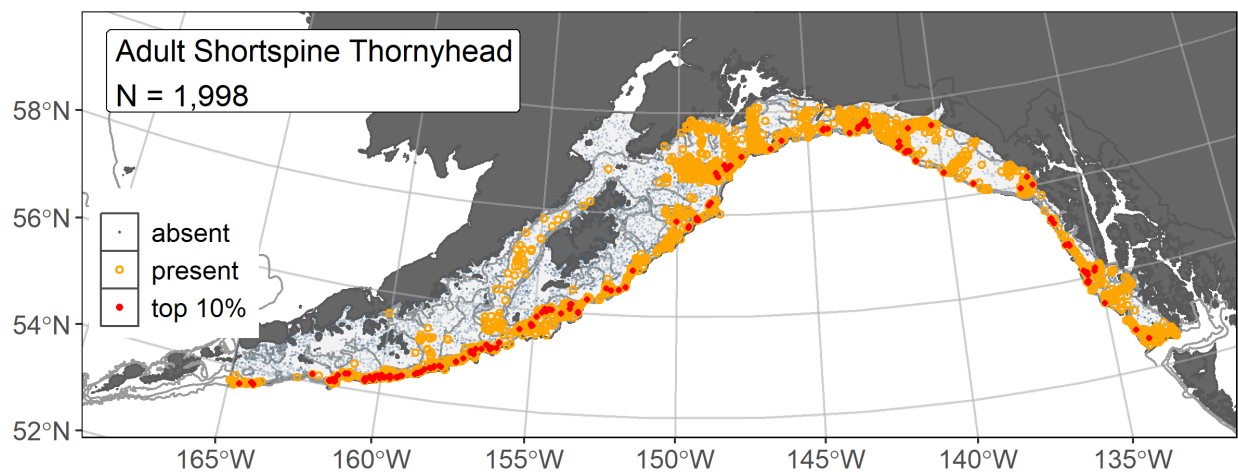 Adult Shortspine Thornyhead
N = 1,998
58°N
56°N
54°N
52°N
absent
present
top 10%
165°W
160°W
155°W
150°W
145°W
140°W
135°W